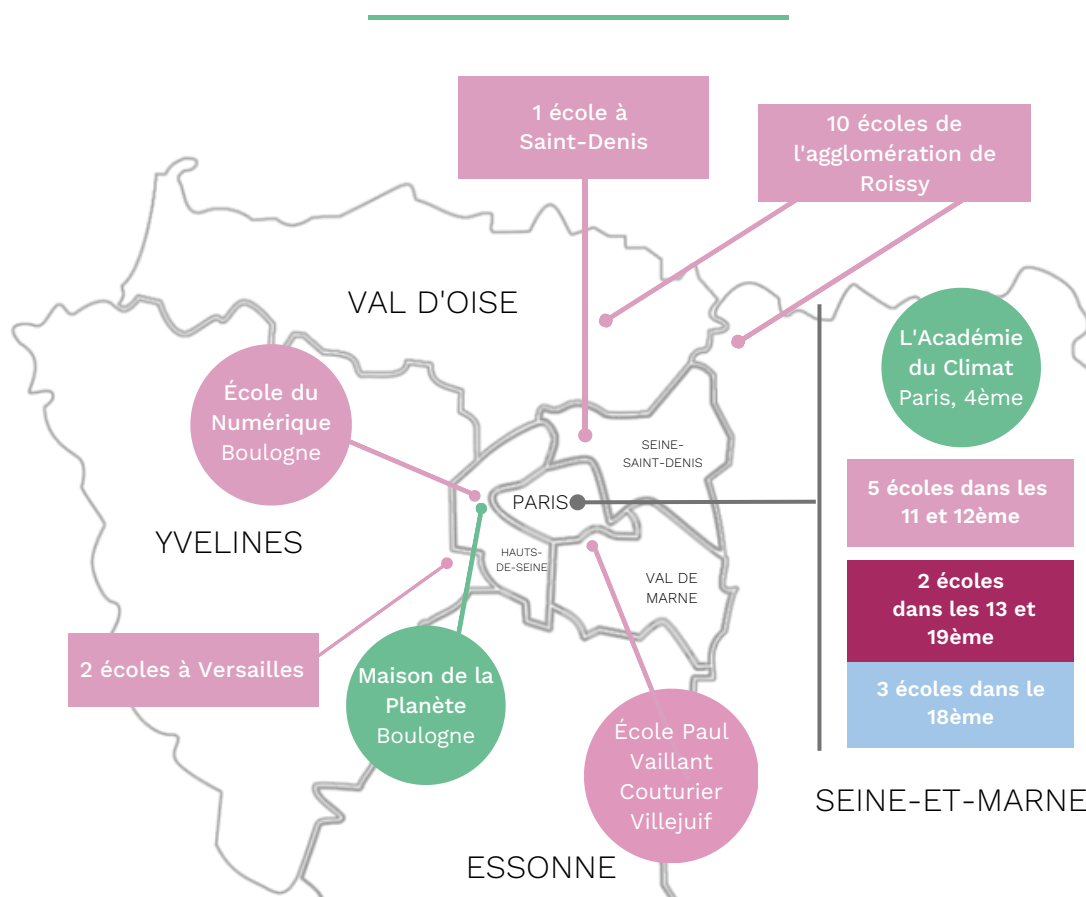 1 école à
Saint-Denis
10 écoles de
l'agglomération de
Roissy
VAL D'OISE
L'Académie
du Climat
Paris, 4ème
École du
Numérique
Boulogne
SEINE-
SAINT-DENIS
PARIS
5 écoles dans les
11 et 12ème
YVELINES
HAUTS-
DE-SEINE
VAL DE
MARNE
2 écoles
dans les 13 et
19ème
2 écoles à Versailles
Maison de la
Planète
Boulogne
3 écoles dans le
18ème
École Paul
Vaillant
Couturier
Villejuif
SEINE-ET-MARNE
ESSONNE